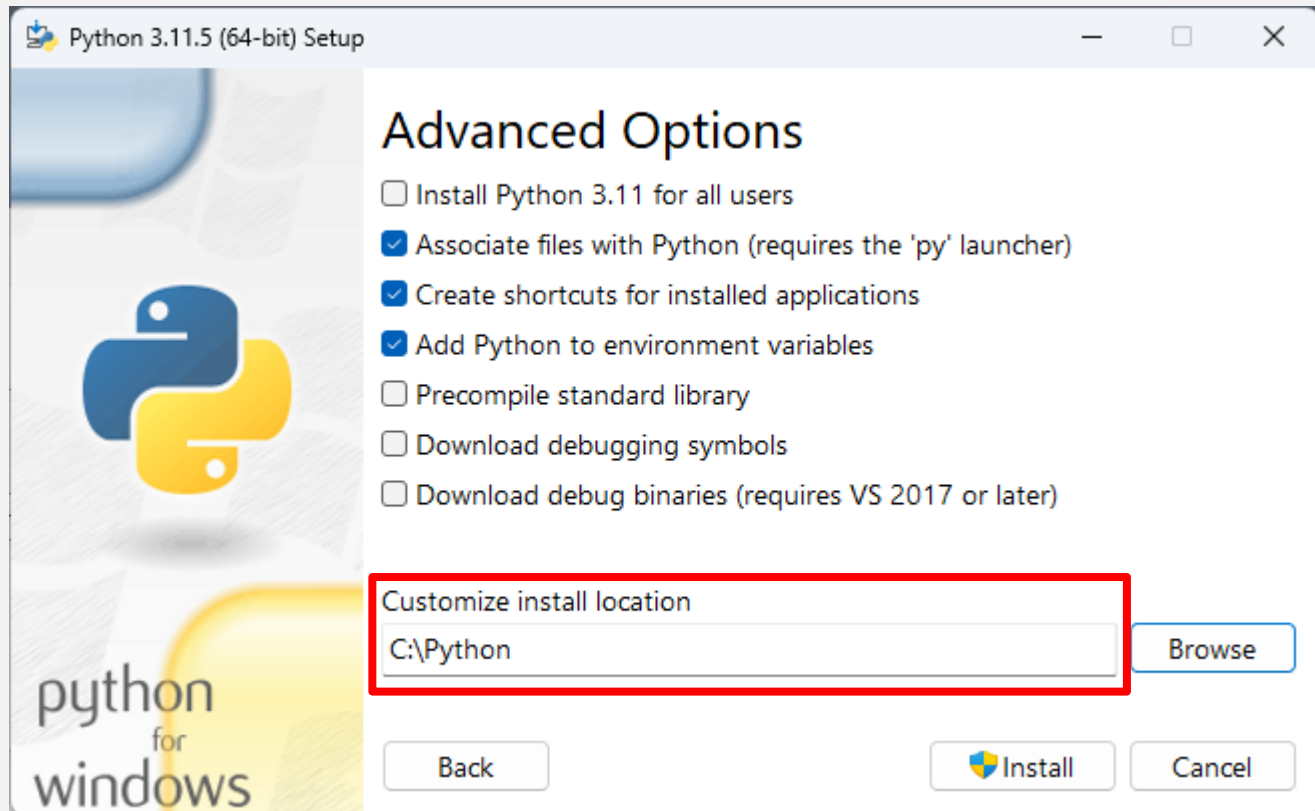 Python 3.11.5 (64-bit) Setup
Advanced Options
Install Python 3.11 for all users
Associate files with Python (requires the 'py' launcher)
Create shortcuts for installed applications
Add Python to environment variables
Precompile standard library
Download debugging symbols
Download debug binaries (requires VS 2017 or later)
Customize install location
C:\Python
Browse
python
for
windows
Back
Install
Cancel